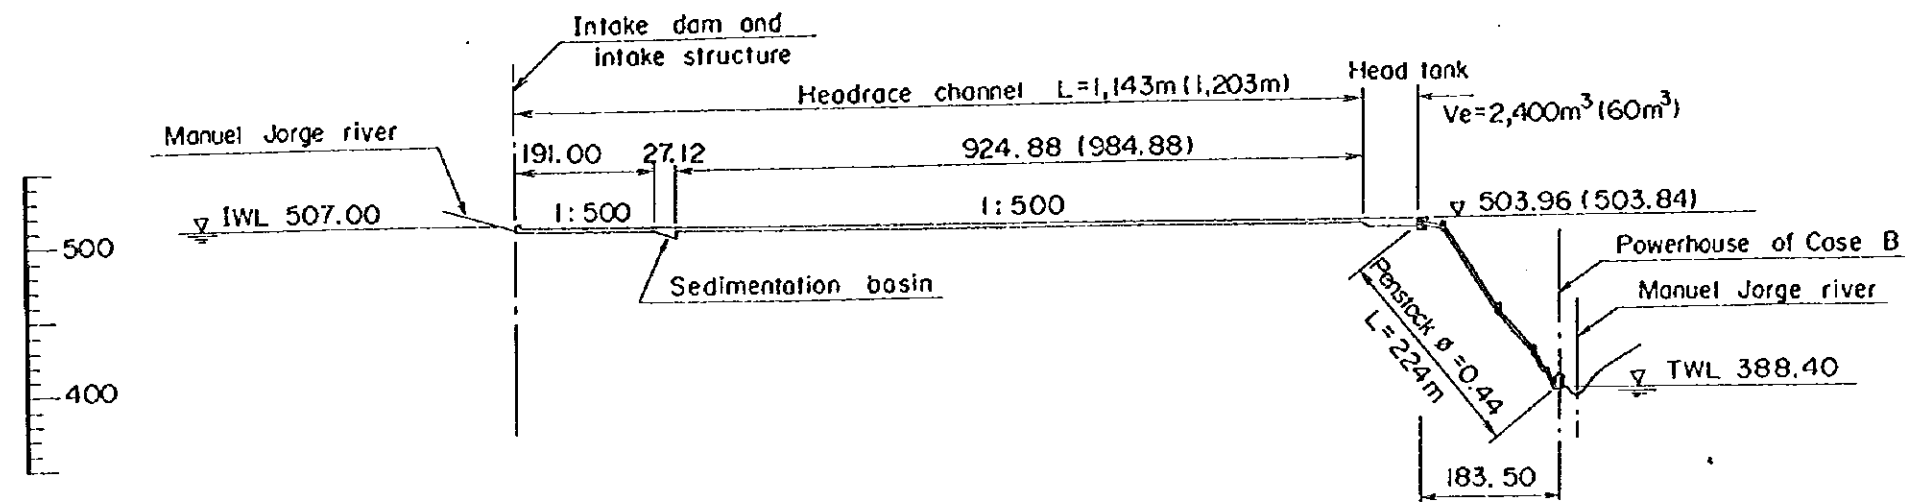 Intake dam and
intake structure
Headrace channel L=1,143m (1,203m)
Head tank
Ve=2,400m³ (60m³)
Manuel Jorge river
191.00
27.12
924.88 (984.88)
IWL 507.00
1:500
1:500
503.96 (503.84)
500
Sedimentation basin
Powerhouse of Case B
Manuel Jorge river
Penstock ø =0.44
L=224m
TWL 388.40
400
183.50